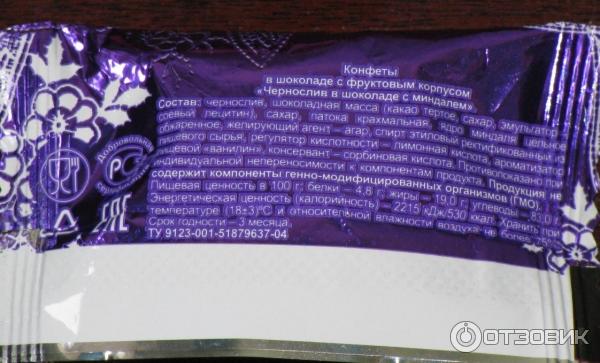 Конфеты
в шоколаде с фруктовым корпусом
«Чернослив в шоколаде с миндалем»
Состав: чернослив, шоколадная масса (какао тертое, сахар, эмульгатор –
соевый лецитин), сахар, патока крахмальная, ядро миндаля цельное
обжаренное, желирующий агент – агар, спирт этиловый ректификованный из
пищевого сырья, регулятор кислотности – лимонная кислота, ароматизатор
пищевой «ванилин», консервант – сорбиновая кислота. Противопоказано при
индивидуальной непереносимости к компонентам продукта. Продукция не
содержит компоненты генно-модифицированных организмов (ГМО).
Пищевая ценность в 100 г: белки – 4,8 г, жиры – 19,0 г, углеводы – 83,0 г.
Энергетическая ценность (калорийность) – 2215 кДж/530 ккал. Хранить при
температуре (18±3)°С и относительной влажности воздуха не более 75%.
Срок годности – 3 месяца.
ТУ 9123-001-51879637-04
Добровольная
РС
ЕАС
ОТЗОВИК